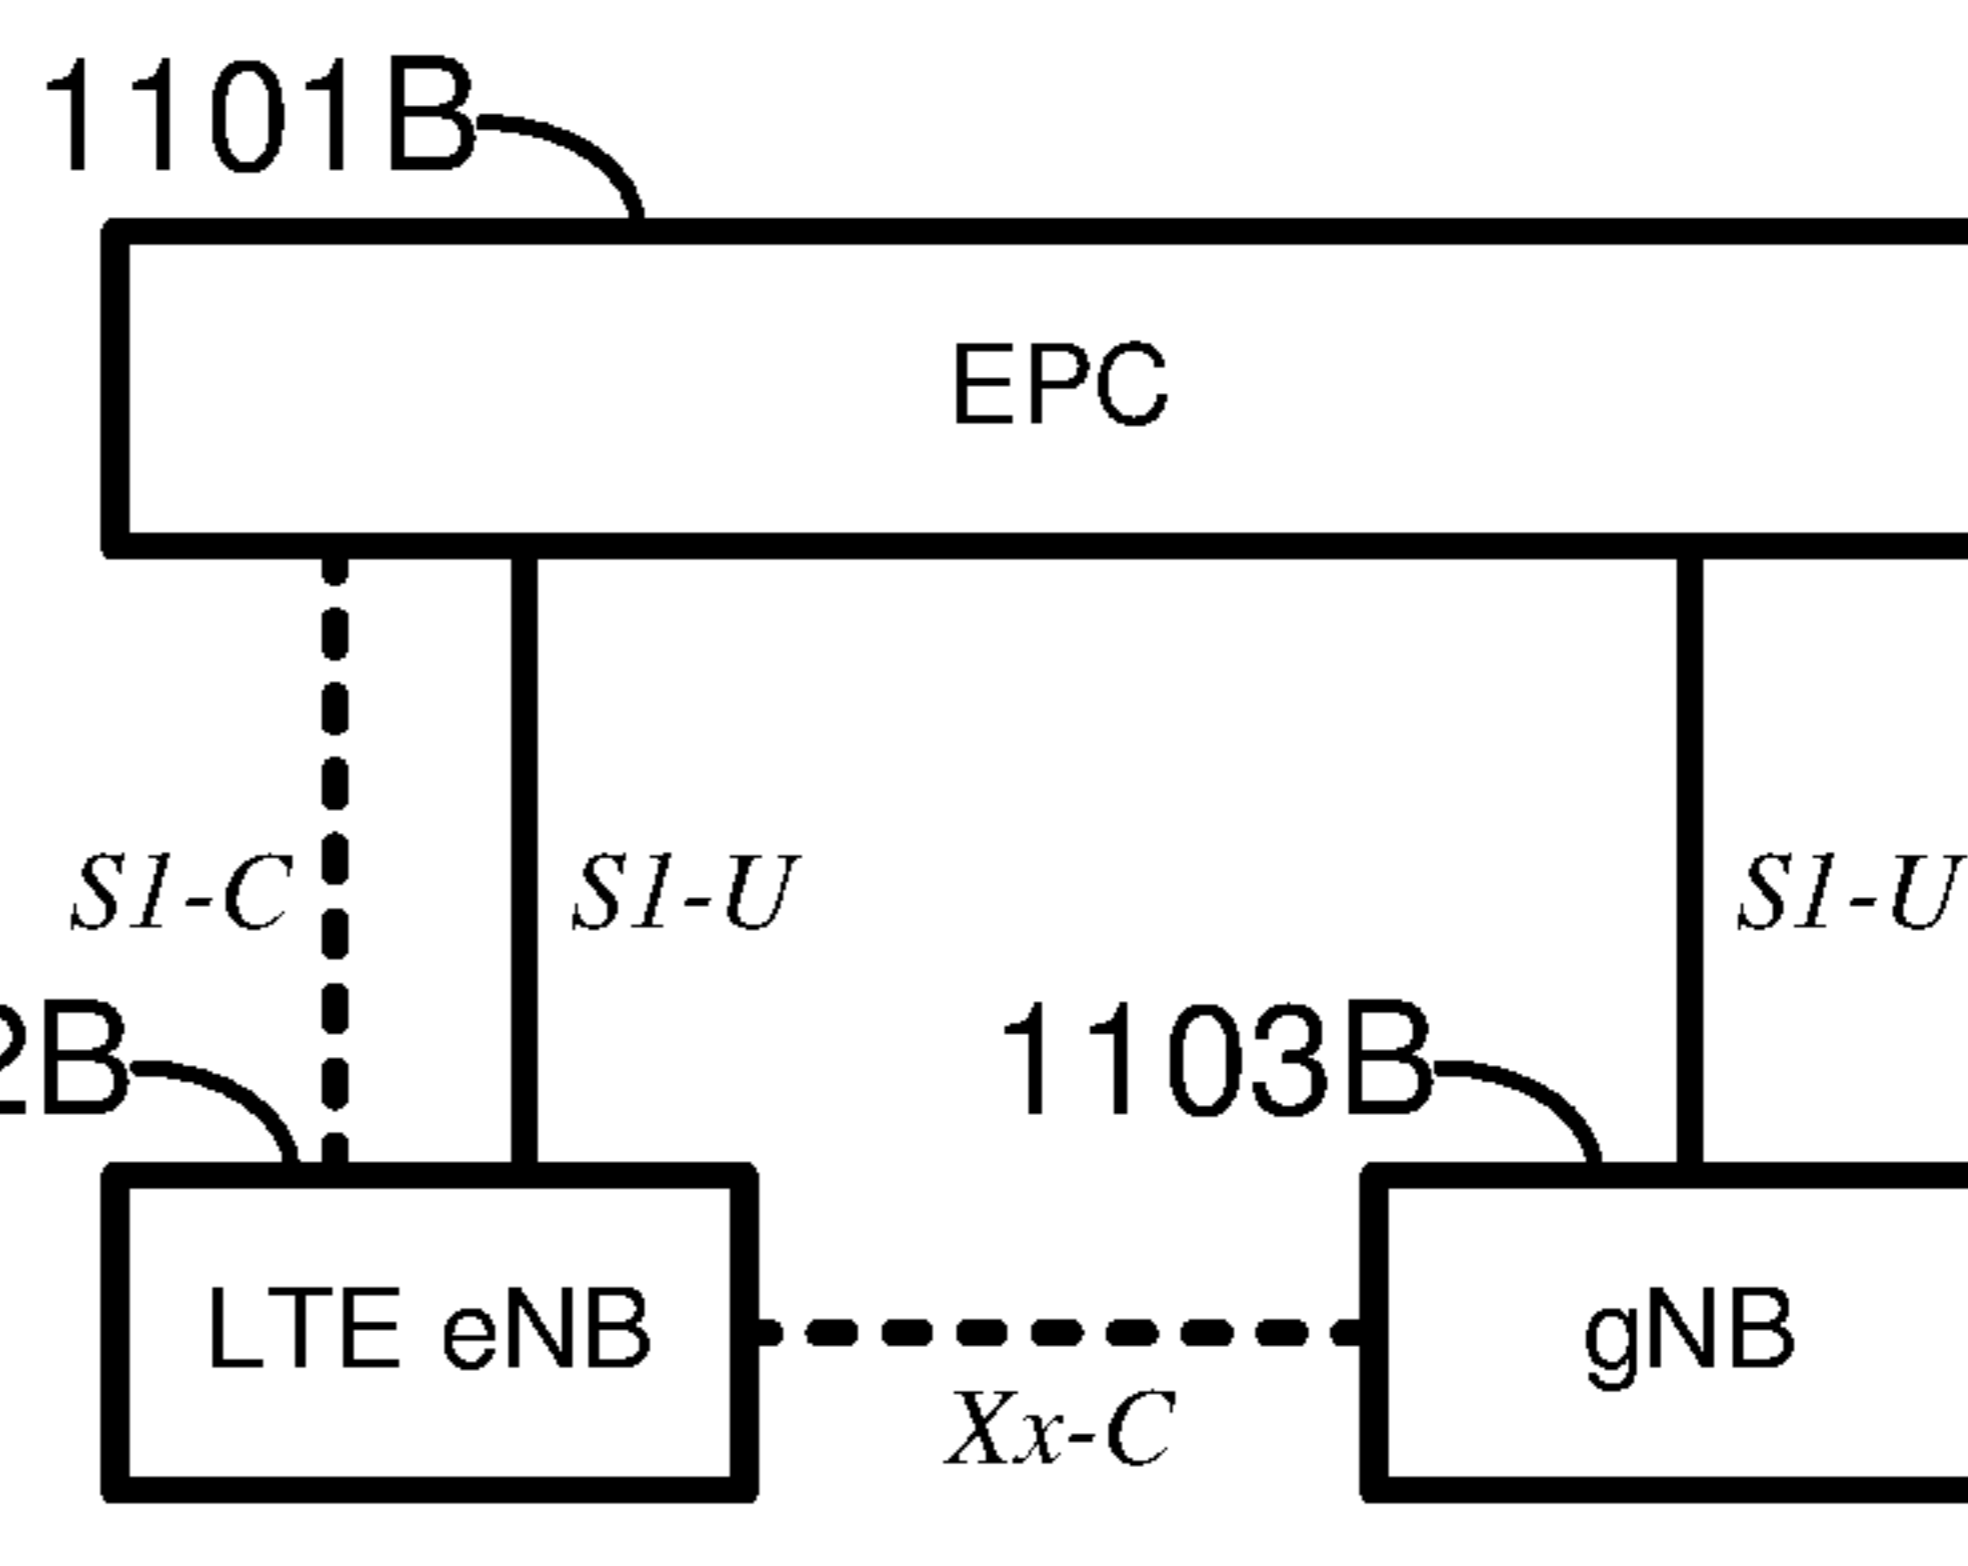 1101B
EPC
S1-C
S1-U
S1-U
2B
1103B
LTE eNB
gNB
Xx-C